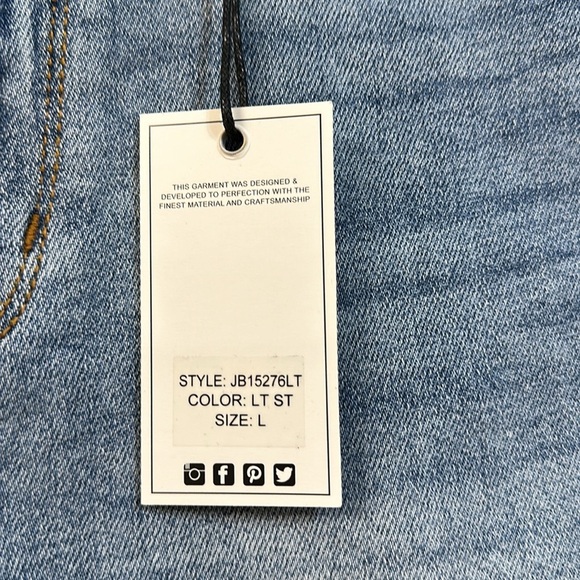 THIS GARMENT WAS DESIGNED &
DEVELOPED TO PERFECTION WITH THE
FINEST MATERIAL AND CRAFTSMANSHIP
STYLE: JB15276LT
COLOR: LT ST
SIZE: L